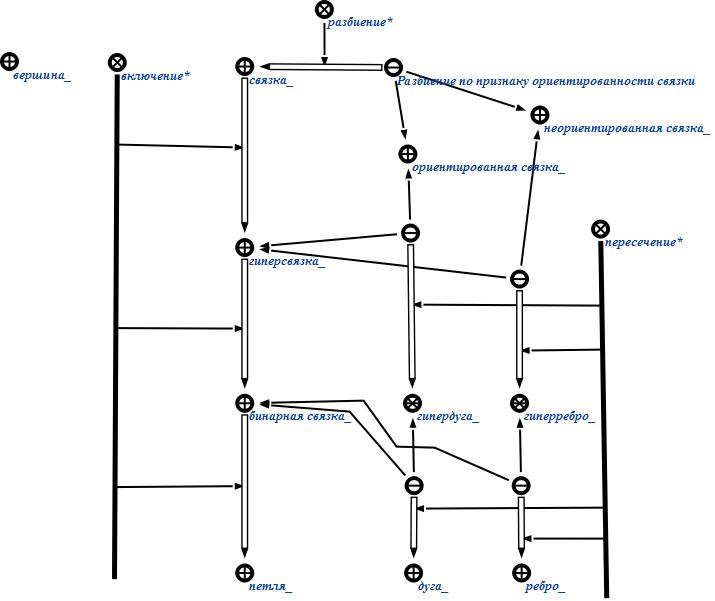 разбиение*
вершина_
включение*
связка_
Разбиение по признаку ориентированности связки
неориентированная связка_
ориентированная связка_
пересечение*
гиперсвязка_
бинарная связка_
гипердуга_
гиперребро_
петля_
дуга_
ребро_